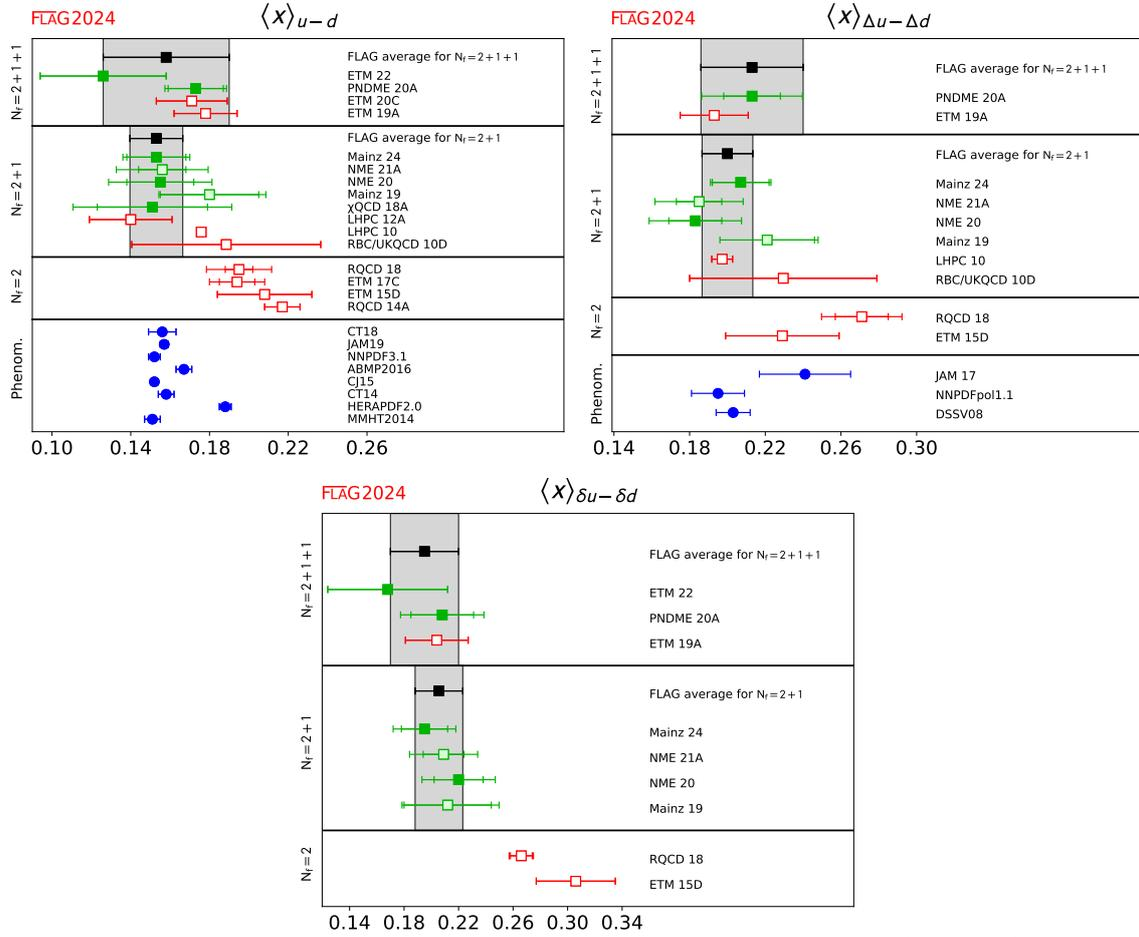 FLAG2024
⟨x⟩u−d
Nf=2+1+1
FLAG average for Nf=2+1+1
ETM 22
PNDME 20A
ETM 20C
ETM 19A
Nf=2+1
FLAG average for Nf=2+1
Mainz 24
NME 21A
NME 20
Mainz 19
χQCD 18A
LHPC 12A
LHPC 10
RBC/UKQCD 10D
Nf=2
RQCD 18
ETM 17C
ETM 15D
RQCD 14A
Phenom.
CT18
JAM19
NNPDF3.1
ABMP2016
CJ15
CT14
HERAPDF2.0
MMHT2014
0.10 0.14 0.18 0.22 0.26
FLAG2024
⟨x⟩Δu−Δd
Nf=2+1+1
FLAG average for Nf=2+1+1
PNDME 20A
ETM 19A
Nf=2+1
FLAG average for Nf=2+1
Mainz 24
NME 21A
NME 20
Mainz 19
LHPC 10
RBC/UKQCD 10D
Nf=2
RQCD 18
ETM 15D
Phenom.
JAM 17
NNPDFpol1.1
DSSV08
0.14 0.18 0.22 0.26 0.30
FLAG2024
⟨x⟩δu−δd
Nf=2+1+1
FLAG average for Nf=2+1+1
ETM 22
PNDME 20A
ETM 19A
Nf=2+1
FLAG average for Nf=2+1
Mainz 24
NME 21A
NME 20
Mainz 19
Nf=2
RQCD 18
ETM 15D
0.14 0.18 0.22 0.26 0.30 0.34